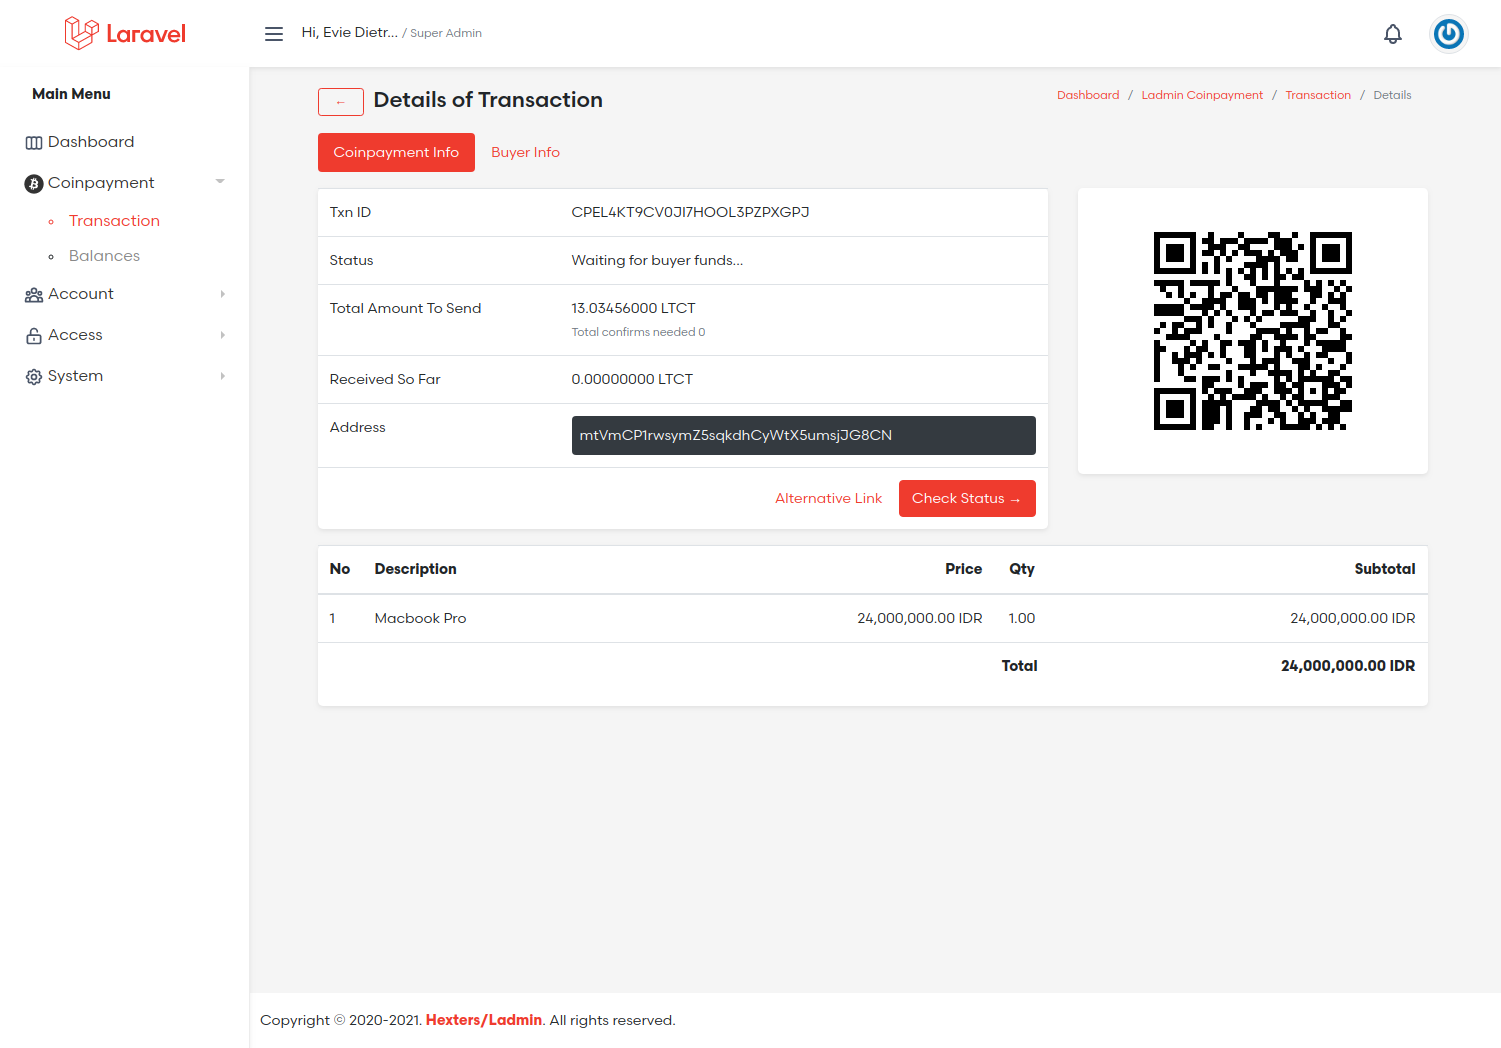 Laravel
Hi, Evie Dietr... / Super Admin
Main Menu
Dashboard
Coinpayment
Transaction
Balances
Account
Access
System
← Details of Transaction
Dashboard / Ladmin Coinpayment / Transaction / Details
Coinpayment Info Buyer Info
Txn ID CPEL4KT9CV0JI7HOOL3PZPXGPJ
Status Waiting for buyer funds...
Total Amount To Send 13.03456000 LTCT
Total confirms needed 0
Received So Far 0.00000000 LTCT
Address mtVmCP1rwsymZ5sqkdhCyWtX5umsjJG8CN
Alternative Link Check Status →
No Description Price Qty Subtotal
1 Macbook Pro 24,000,000.00 IDR 1.00 24,000,000.00 IDR
Total 24,000,000.00 IDR
Copyright © 2020-2021. Hexters/Ladmin. All rights reserved.